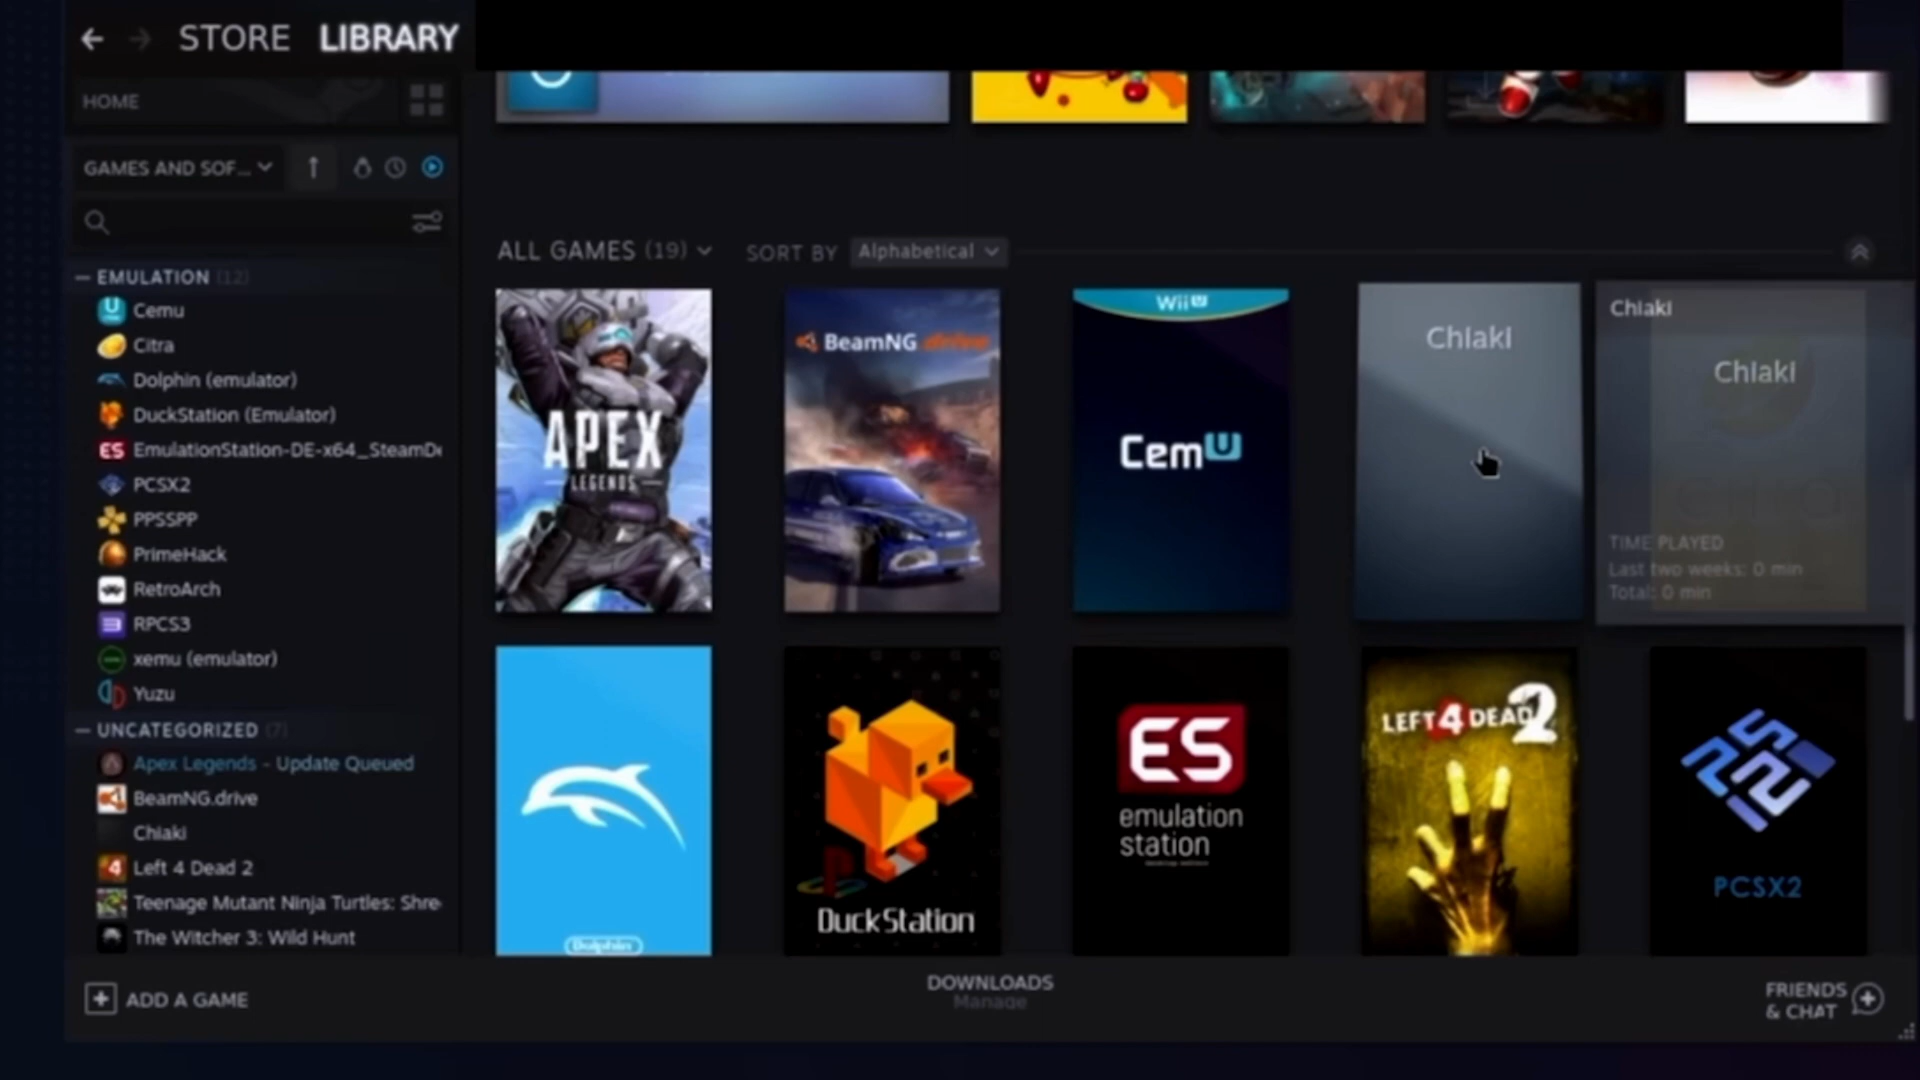 STORE LIBRARY
HOME
GAMES AND SOF...
ALL GAMES (19) SORT BY Alphabetical
EMULATION (12)
Cemu
Citra
Dolphin (emulator)
DuckStation (Emulator)
EmulationStation-DE-x64_SteamDe
PCSX2
PPSSPP
PrimeHack
RetroArch
RPCS3
xemu (emulator)
Yuzu
UNCATEGORIZED (7)
Apex Legends - Update Queued
BeamNG.drive
Chiaki
Left 4 Dead 2
Teenage Mutant Ninja Turtles: Shre
The Witcher 3: Wild Hunt
APEX
LEGENDS
BeamNG drive
Wii U
CemU
Chiaki
Chiaki
Chiaki
TIME PLAYED
Last two weeks: 0 min
Total: 0 min
Dolphin
DuckStation
ES
emulation
station
LEFT 4 DEAD 2
PCSX2
ADD A GAME
DOWNLOADS
Manage
FRIENDS
& CHAT